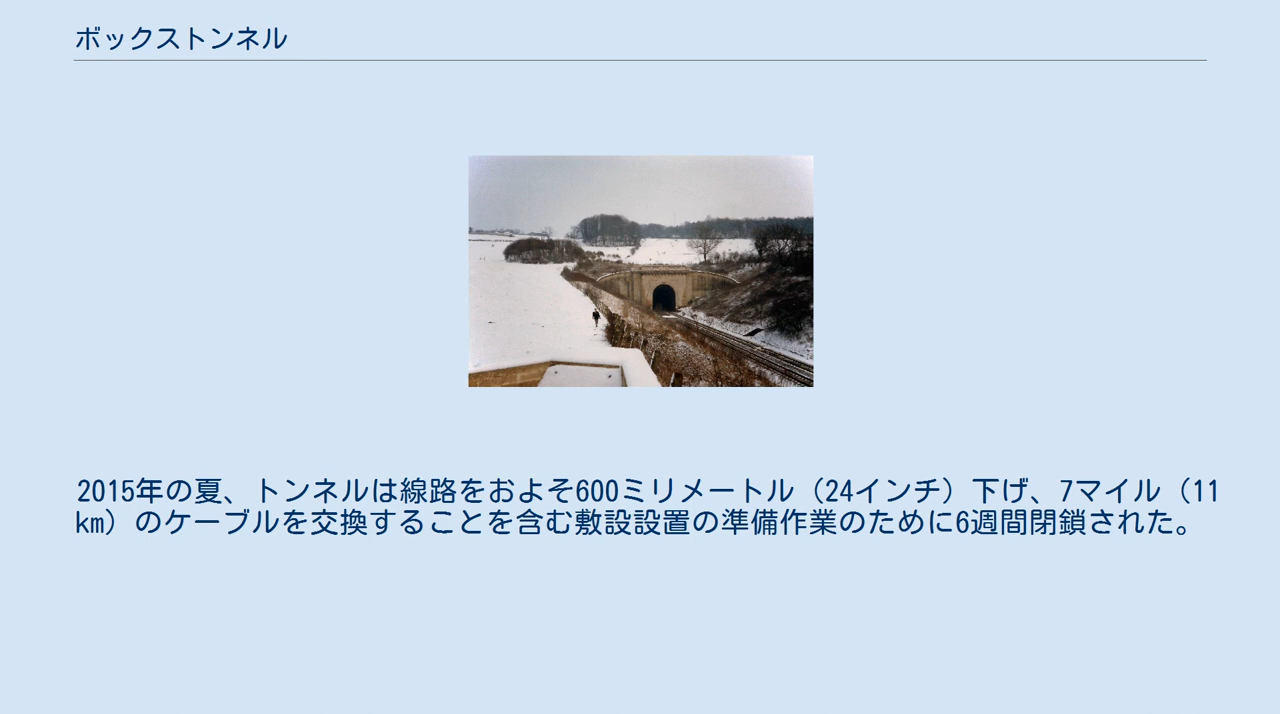 ボックストンネル
2015年の夏、トンネルは線路をおよそ600ミリメートル（24インチ）下げ、7マイル（11
km）のケーブルを交換することを含む敷設設置の準備作業のために6週間閉鎖された。